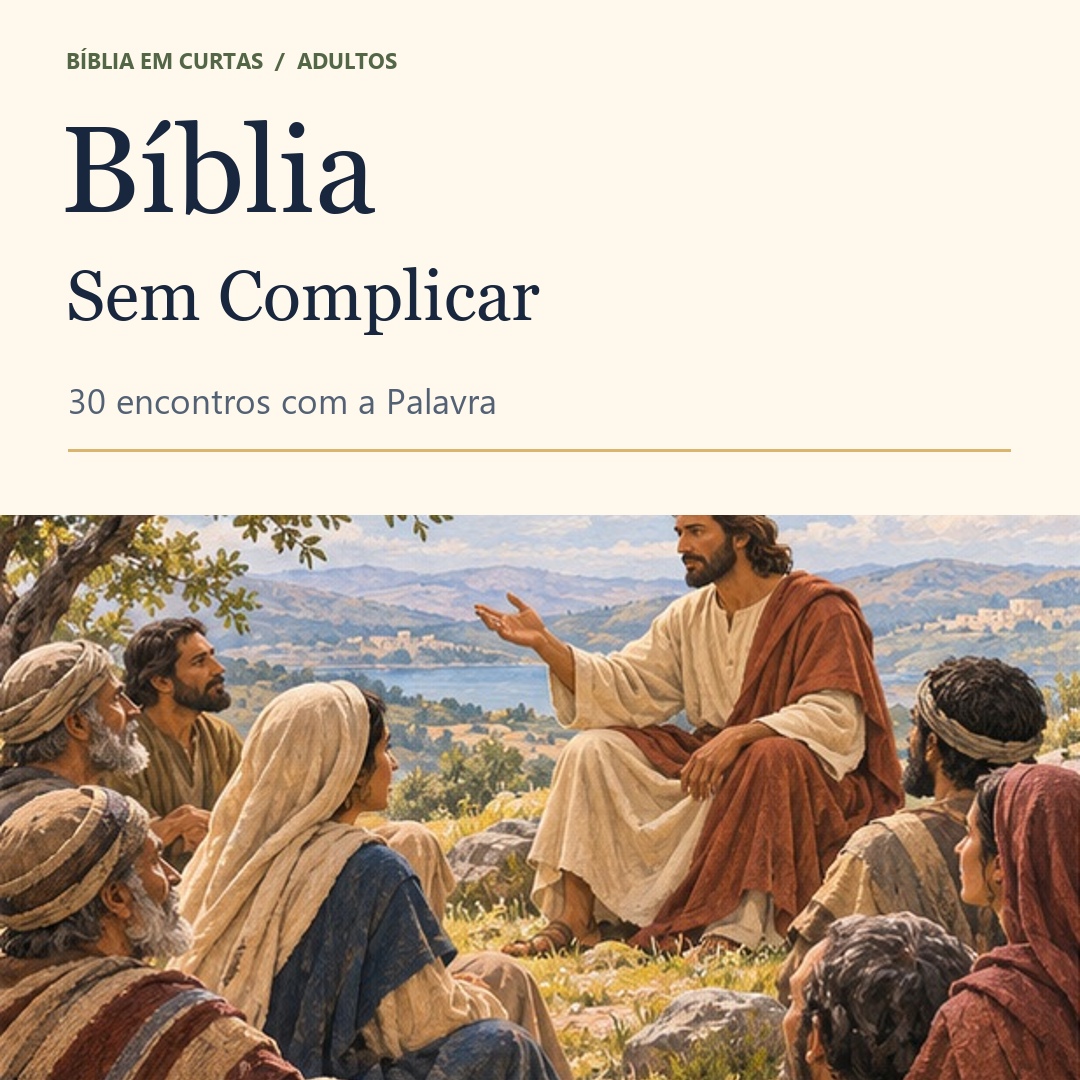 BÍBLIA EM CURTAS / ADULTOS
Bíblia
Sem Complicar
30 encontros com a Palavra